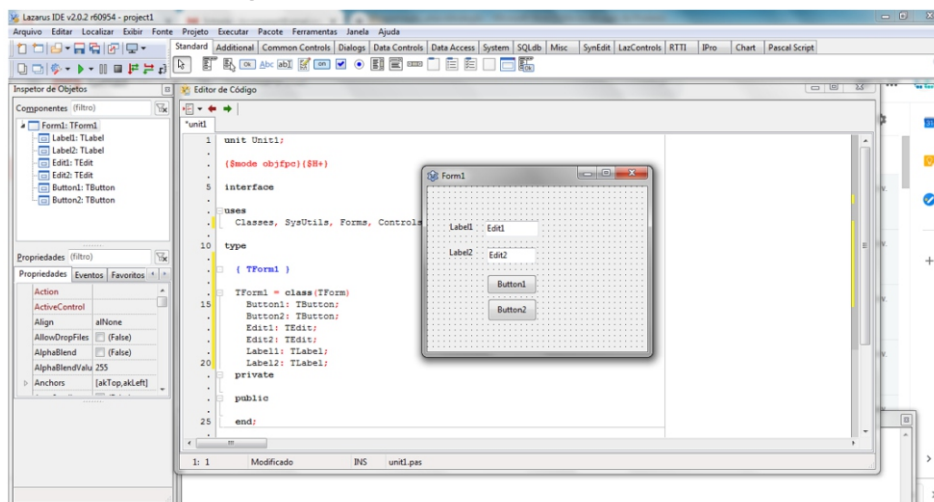 Lazarus IDE v2.0.2 r60954 - project1
Arquivo Editar Localizar Exibir Fonte Projeto Executar Pacote Ferramentas Janela Ajuda
Standard Additional Common Controls Dialogs Data Controls Data Access System SQLdb Misc SynEdit LazControls RTTI IPro Chart Pascal Script
OK Abc abI ON
Inspetor de Objetos
Componentes (filtro)
Form1: TForm1
Label1: TLabel
Label2: TLabel
Edit1: TEdit
Edit2: TEdit
Button1: TButton
Button2: TButton
Propriedades (filtro)
Propriedades Eventos Favoritos
Action
ActiveControl
Align alNone
AllowDropFiles (False)
AlphaBlend (False)
AlphaBlendValu 255
Anchors [akTop,akLeft]
Editor de Código
*unit1
1 unit Unit1;
{$mode objfpc}{$H+}
5 interface
uses
Classes, SysUtils, Forms, Controls
10 type
{ TForm1 }
TForm1 = class(TForm)
15 Button1: TButton;
Button2: TButton;
Edit1: TEdit;
Edit2: TEdit;
Label1: TLabel;
20 Label2: TLabel;
private
public
25 end;
1: 1 Modificado INS unit1.pas
Form1
Label1 Edit1
Label2 Edit2
Button1
Button2